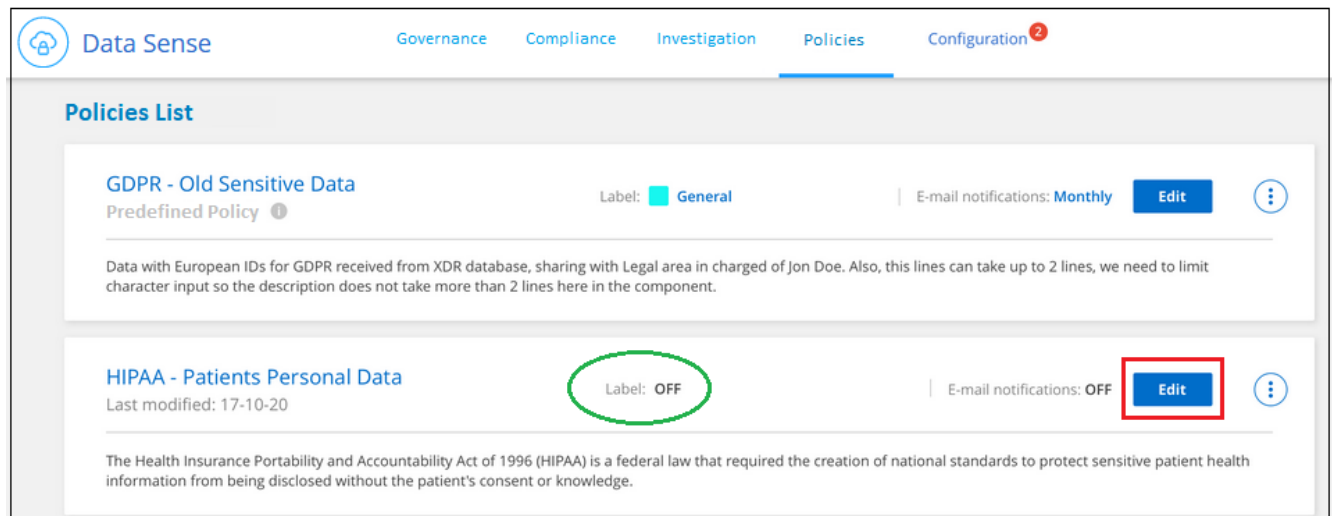 Data Sense Governance Compliance Investigation Policies Configuration 2
Policies List
GDPR - Old Sensitive Data Label: General E-mail notifications: Monthly Edit
Predefined Policy i
Data with European IDs for GDPR received from XDR database, sharing with Legal area in charged of Jon Doe. Also, this lines can take up to 2 lines, we need to limit
character input so the description does not take more than 2 lines here in the component.
HIPAA - Patients Personal Data Label: OFF E-mail notifications: OFF Edit
Last modified: 17-10-20
The Health Insurance Portability and Accountability Act of 1996 (HIPAA) is a federal law that required the creation of national standards to protect sensitive patient health
information from being disclosed without the patient's consent or knowledge.